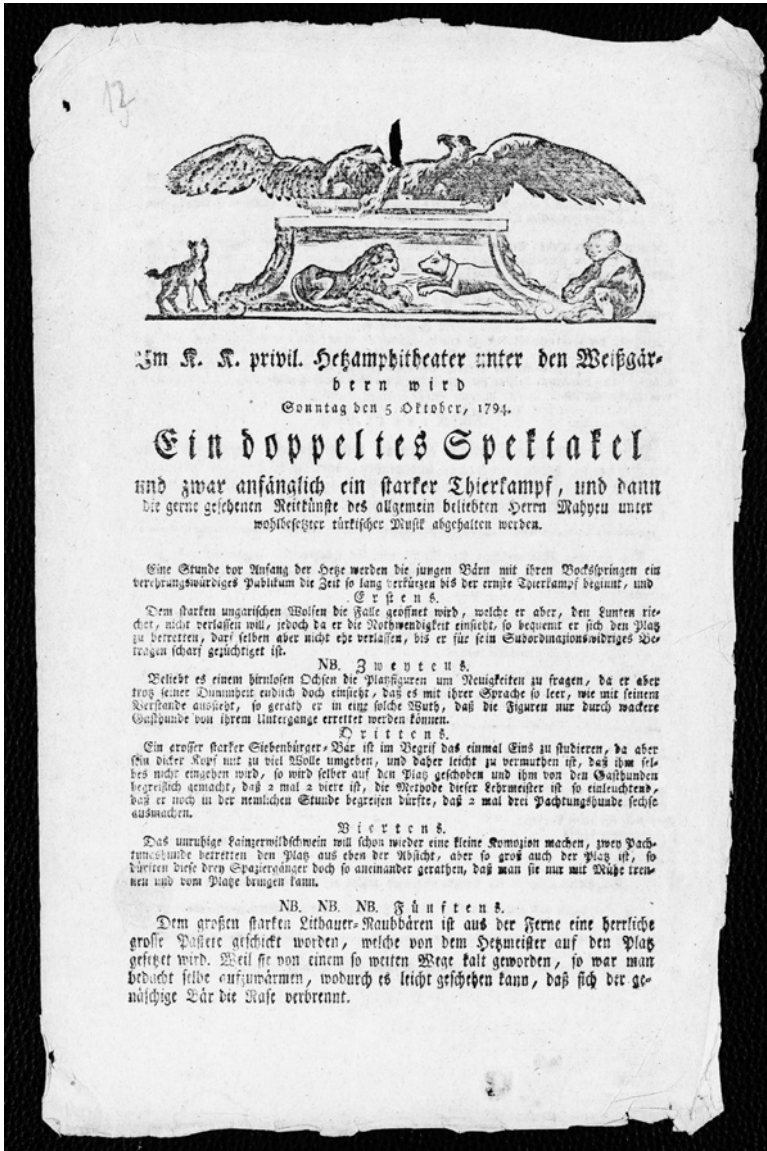 13
Im K. K. privil. Hetzamphitheater unter den Weißgär-
bern wird
Sonntag den 5 Oktober, 1794.
Ein doppeltes Spektakel
und zwar anfänglich ein starker Thierkampf, und dann
die gerne gesehenen Reitkünste des allgemein beliebten Herrn Mahyeu unter
wohlbesetzter türkischer Musik abgehalten werden.
Eine Stunde vor Anfang der Hetze werden die jungen Bärn mit ihren Bockspringen ein
verehrungswürdiges Publikum die Zeit so lang verkürzen bis der ernste Thierkampf beginnt, und
Erstens.
Dem starken ungarischen Wolfen die Falle geöffnet wird, welche er aber, den Lunten rie-
chet, nicht verlassen will, jedoch da er die Nothwendigkeit einsieht, so bequemt er sich den Platz
zu betretten, darf selben aber nicht ehe verlassen, bis er für sein Subordinazionswidriges Be-
tragen scharf gezüchtiget ist.
NB. Zweytens.
Beliebt es einem hirnlosen Ochsen die Platzfiguren um Neuigkeiten zu fragen, da er aber
trotz seiner Dummheit endlich doch einsieht, daß es mit ihrer Sprache so leer, wie mit seinem
Verstande aussieht, so geräth er in eine solche Wuth, daß die Figuren nur durch wackere
Gasthunde von ihrem Untergange errettet werden können.
Drittens.
Ein grosser starker Siebenbürger-Bär ist im Begrif das einmal Eins zu studieren, da aber
sein dicker Kopf mit zu viel Wolle umgeben, und daher leicht zu vermuthen ist, daß ihm sel-
bes nicht eingehen wird, so wird selber auf den Platz geschoben und ihm von den Gasthunden
begreiflich gemacht, daß 2 mal 2 viere ist, die Methode dieser Lehrmeister ist so einleuchtend,
daß er noch in der nemlichen Stunde begreifen dürfte, daß 2 mal drei Pachtungshunde sechse
ausmachen.
Viertens.
Das unruhige Lainzerwildschwein will schon wieder eine kleine Komozion machen, zwey Pach-
tungshunde betretten den Platz aus eben der Absicht, aber so groß auch der Platz ist, so
dürften diese drey Spaziergänger doch so aneinander gerathen, daß man sie nur mit Mühe tren-
nen und vom Platze bringen kann.
NB. NB. NB. Fünftens.
Dem großen starken Lithauer-Raubbären ist aus der Ferne eine herrliche
grosse Pastete geschickt worden, welche von dem Hetzmeister auf den Platz
gesetzet wird. Weil sie von einem so weiten Wege kalt geworden, so war man
bedacht selbe aufzuwärmen, wodurch es leicht geschehen kann, daß sich der ge-
näschige Bär die Nase verbrennt.